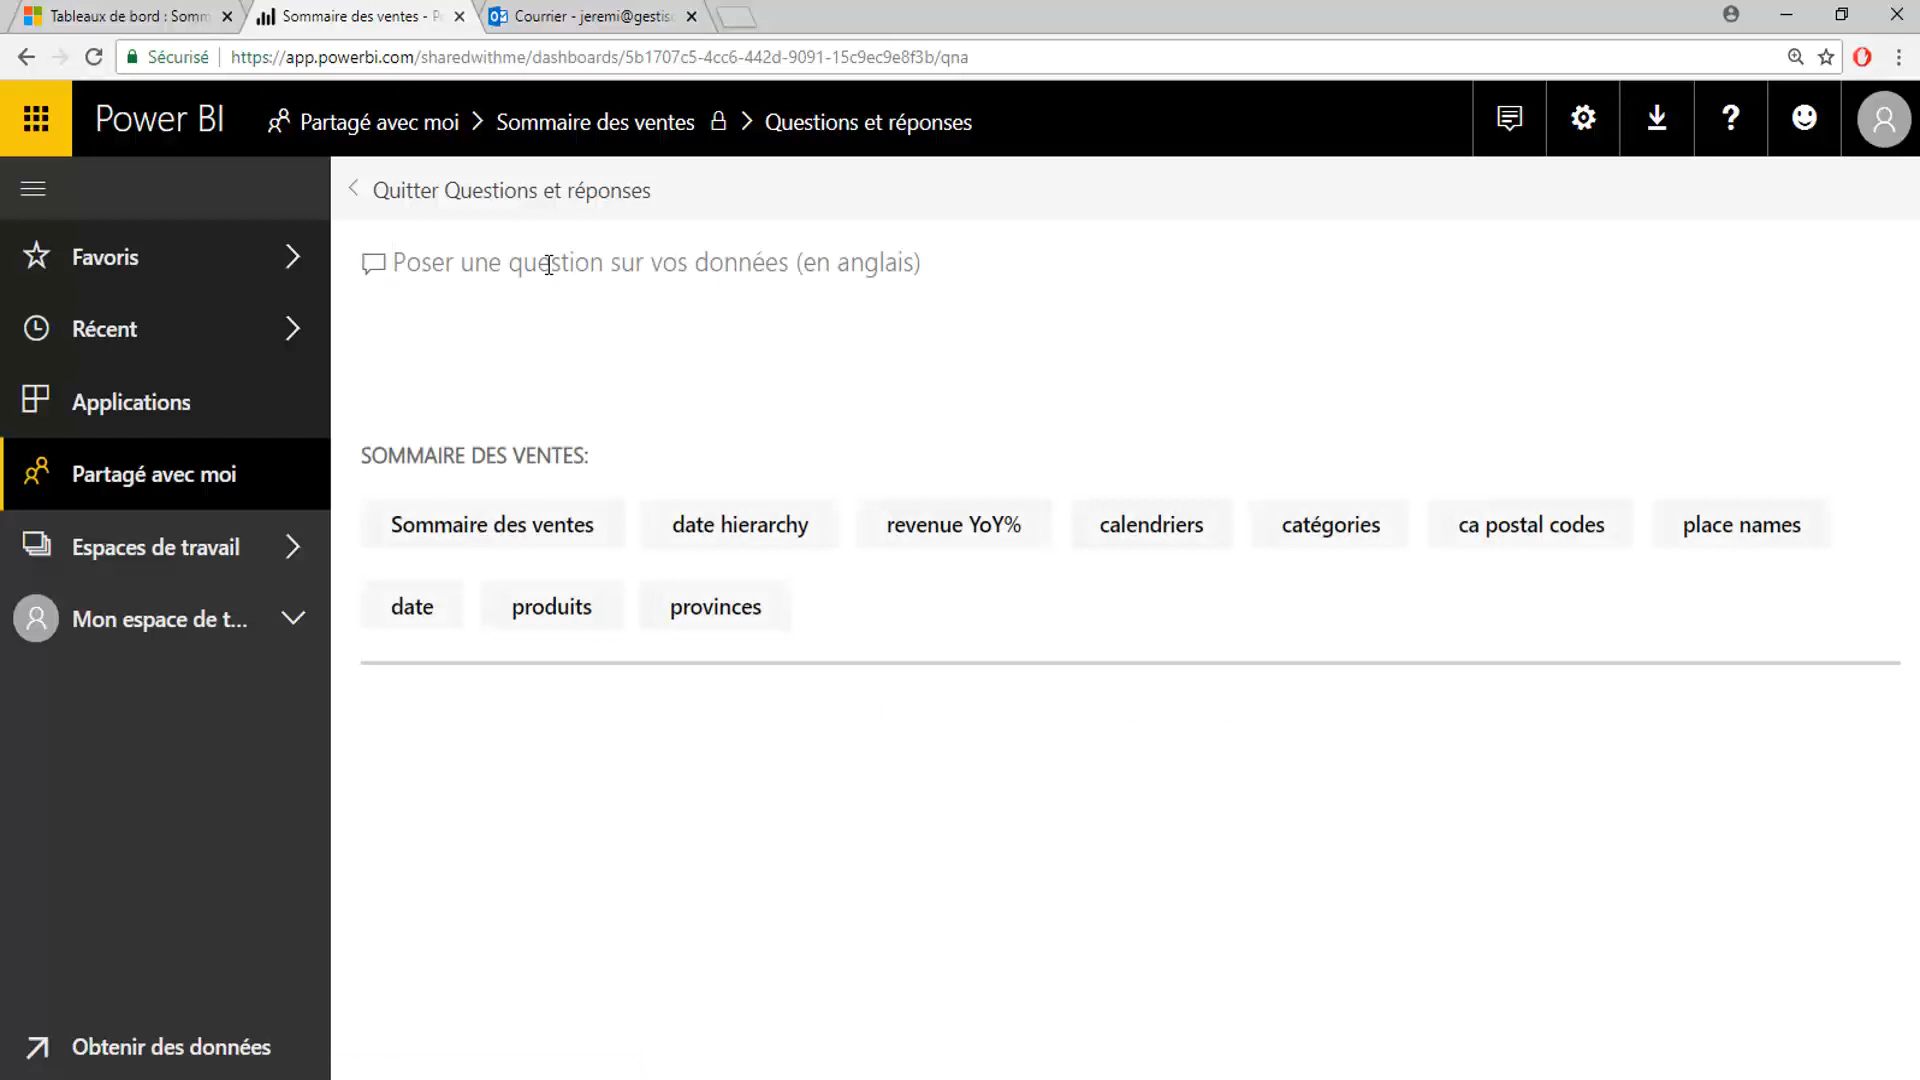 Tableaux de bord : Somm
Sommaire des ventes - P
Courrier - jeremi@gestis
Sécurisé
https://app.powerbi.com/sharedwithme/dashboards/5b1707c5-4cc6-442d-9091-15c9ec9e8f3b/qna
Power BI
Partagé avec moi > Sommaire des ventes > Questions et réponses
Quitter Questions et réponses
Favoris
Récent
Applications
Partagé avec moi
Espaces de travail
Mon espace de t...
Obtenir des données
Poser une question sur vos données (en anglais)
SOMMAIRE DES VENTES:
Sommaire des ventes date hierarchy revenue YoY% calendriers catégories ca postal codes place names
date produits provinces